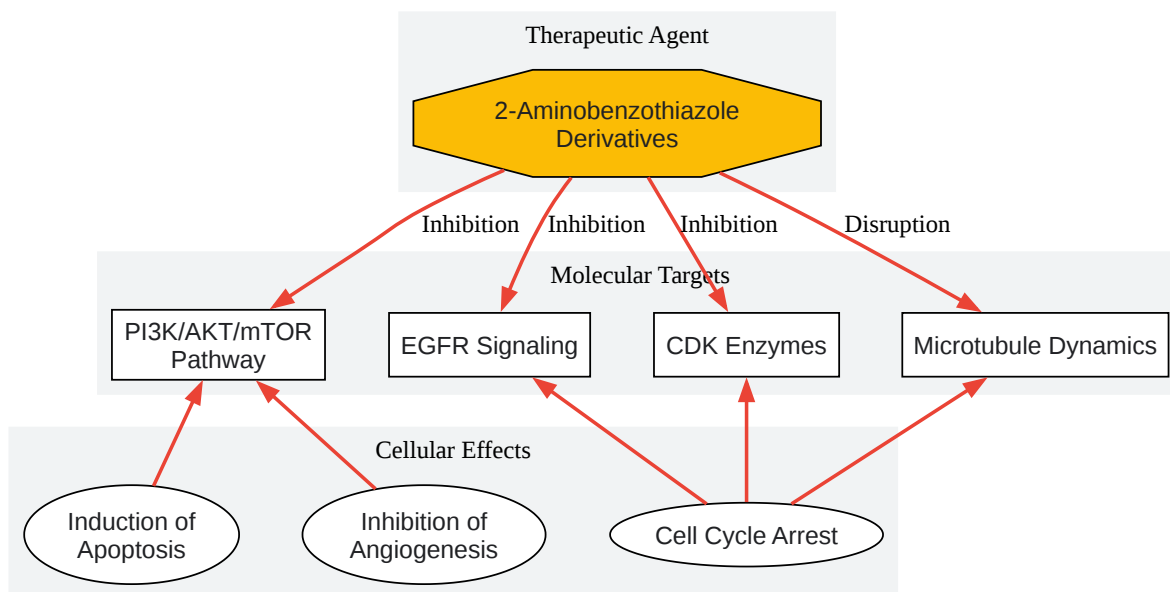 Therapeutic Agent
2-Aminobenzothiazole
Derivatives
Inhibition
Inhibition
Inhibition
Disruption
Molecular Targets
PI3K/AKT/mTOR
Pathway
EGFR Signaling
CDK Enzymes
Microtubule Dynamics
Cellular Effects
Induction of
Apoptosis
Inhibition of
Angiogenesis
Cell Cycle Arrest